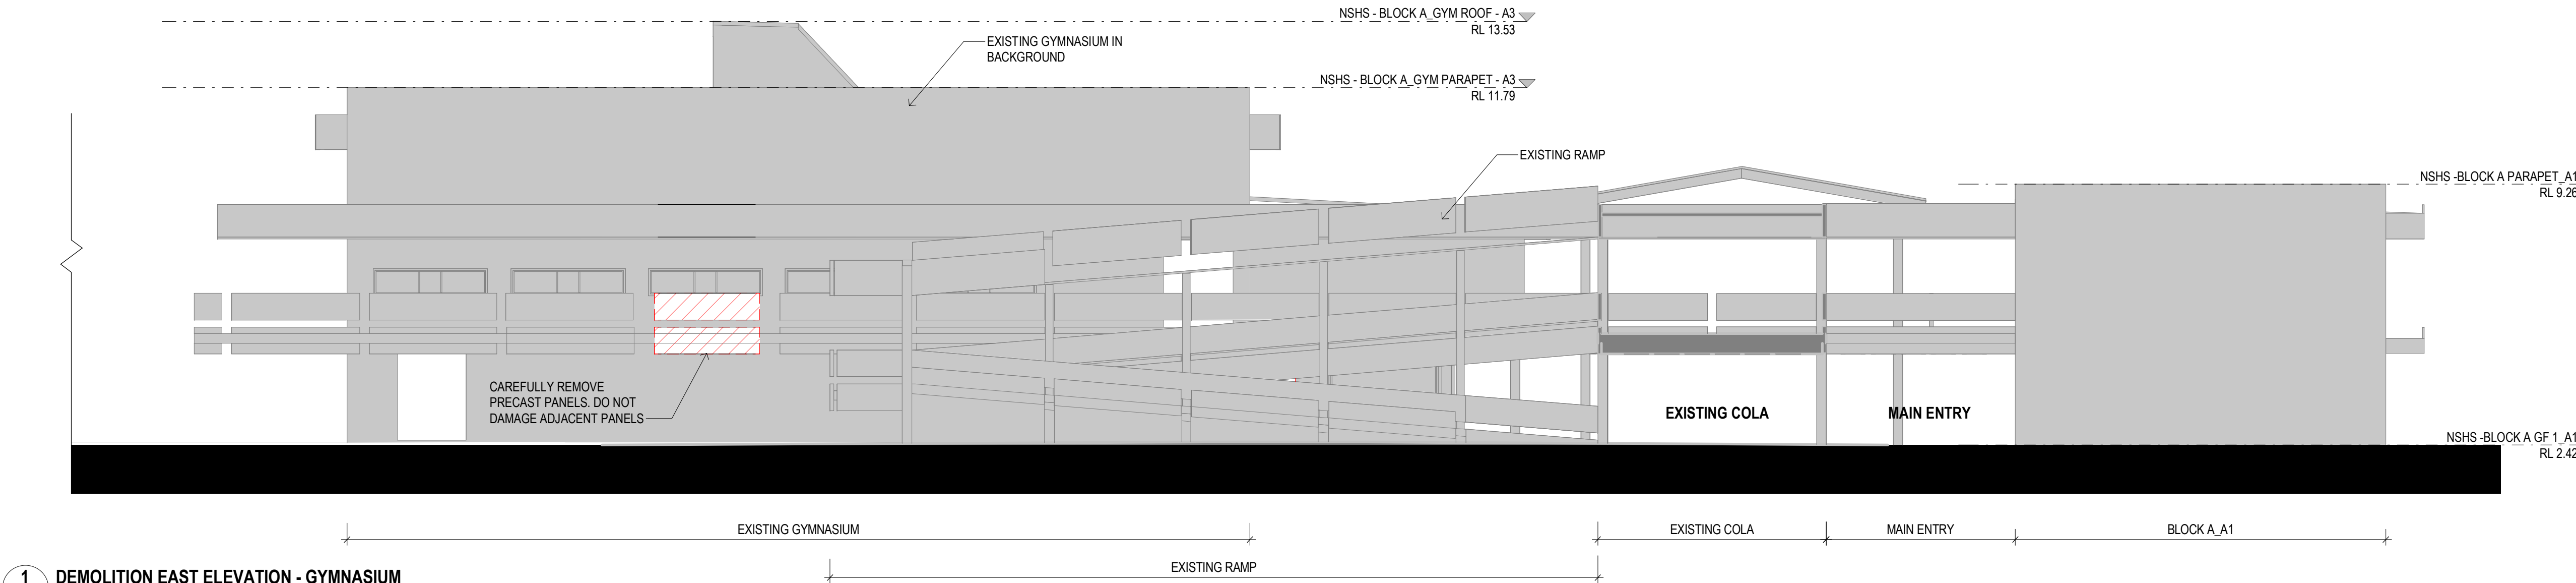 NSHS - BLOCK A_GYM ROOF - A3
RL 13.53
EXISTING GYMNASIUM IN
BACKGROUND
NSHS - BLOCK A_GYM PARAPET - A3
RL 11.79
EXISTING RAMP
NSHS -BLOCK A PARAPET_A1
RL 9.26
CAREFULLY REMOVE
PRECAST PANELS. DO NOT
DAMAGE ADJACENT PANELS
EXISTING COLA
MAIN ENTRY
NSHS -BLOCK A GF 1_A1
RL 2.42
EXISTING GYMNASIUM
EXISTING COLA
MAIN ENTRY
BLOCK A_A1
EXISTING RAMP
1
DEMOLITION EAST ELEVATION - GYMNASIUM